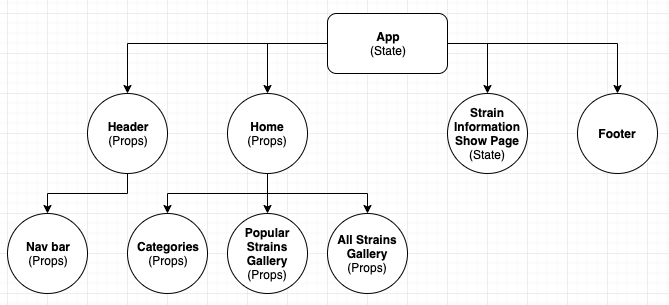 App
(State)
Header
(Props)
Home
(Props)
Strain
Information
Show Page
(State)
Footer
Nav bar
(Props)
Categories
(Props)
Popular
Strains
Gallery
(Props)
All Strains
Gallery
(Props)